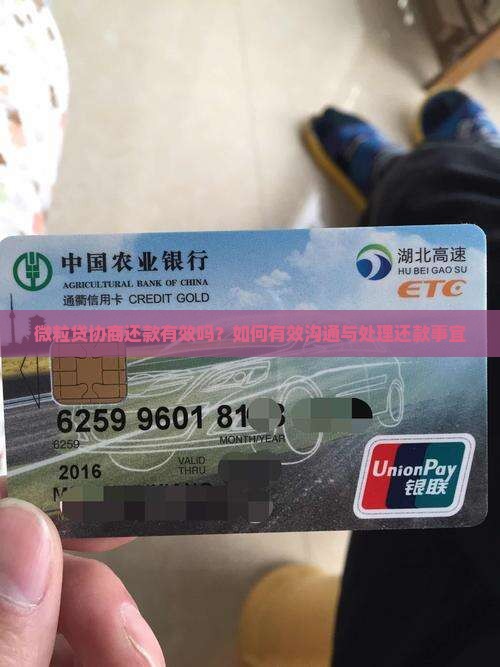 中国农业银行
AGRICULTURAL BANK OF CHINA
通衢信用卡 CREDIT GOLD
湖北高速
HU BEI GAO SU
ETC
微粒贷协商还款有效吗?如何有效沟通与处理还款事宜
6259 9601 81
6259
MONTH/YEAR
2016
VALID
THRU
UnionPay
银联